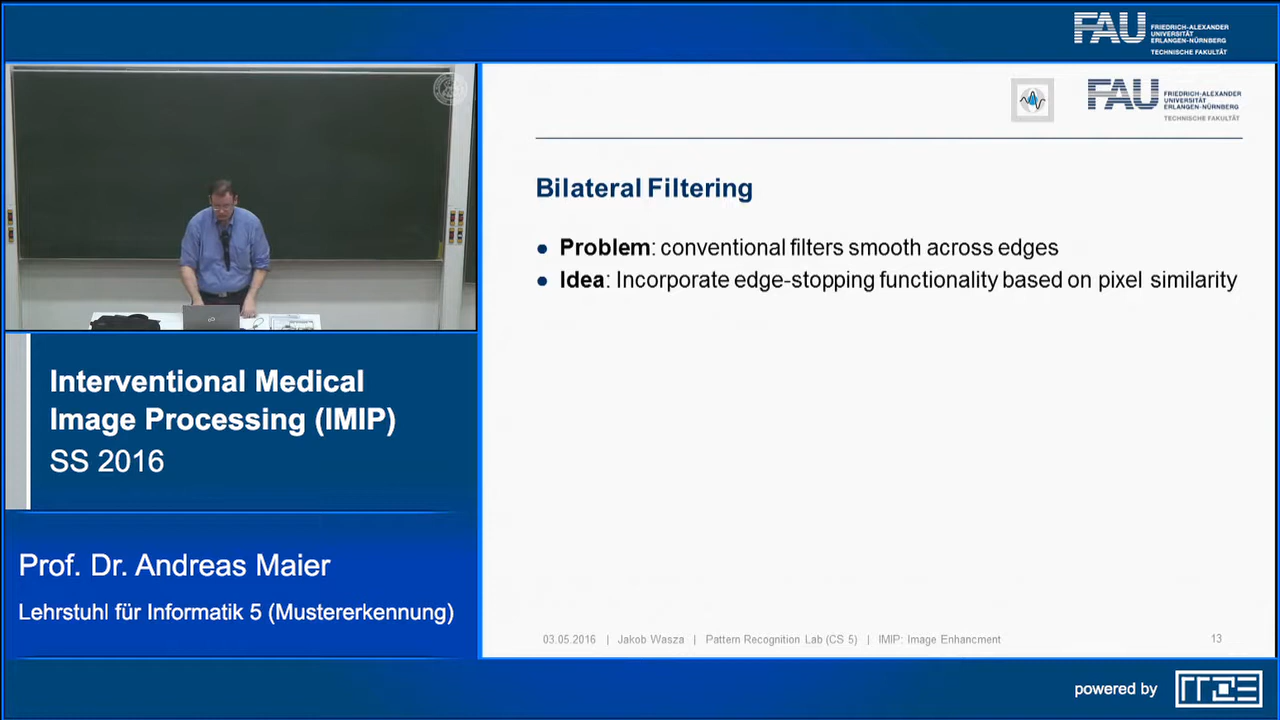 FAU FRIEDRICH-ALEXANDER
UNIVERSITÄT
ERLANGEN-NÜRNBERG
TECHNISCHE FAKULTÄT
FAU FRIEDRICH-ALEXANDER
UNIVERSITÄT
ERLANGEN-NÜRNBERG
TECHNISCHE FAKULTÄT
Bilateral Filtering
• Problem: conventional filters smooth across edges
• Idea: Incorporate edge-stopping functionality based on pixel similarity
03.05.2016 | Jakob Wasza | Pattern Recognition Lab (CS 5) | IMIP: Image Enhancment 13
Interventional Medical
Image Processing (IMIP)
SS 2016
Prof. Dr. Andreas Maier
Lehrstuhl für Informatik 5 (Mustererkennung)
powered by rrze